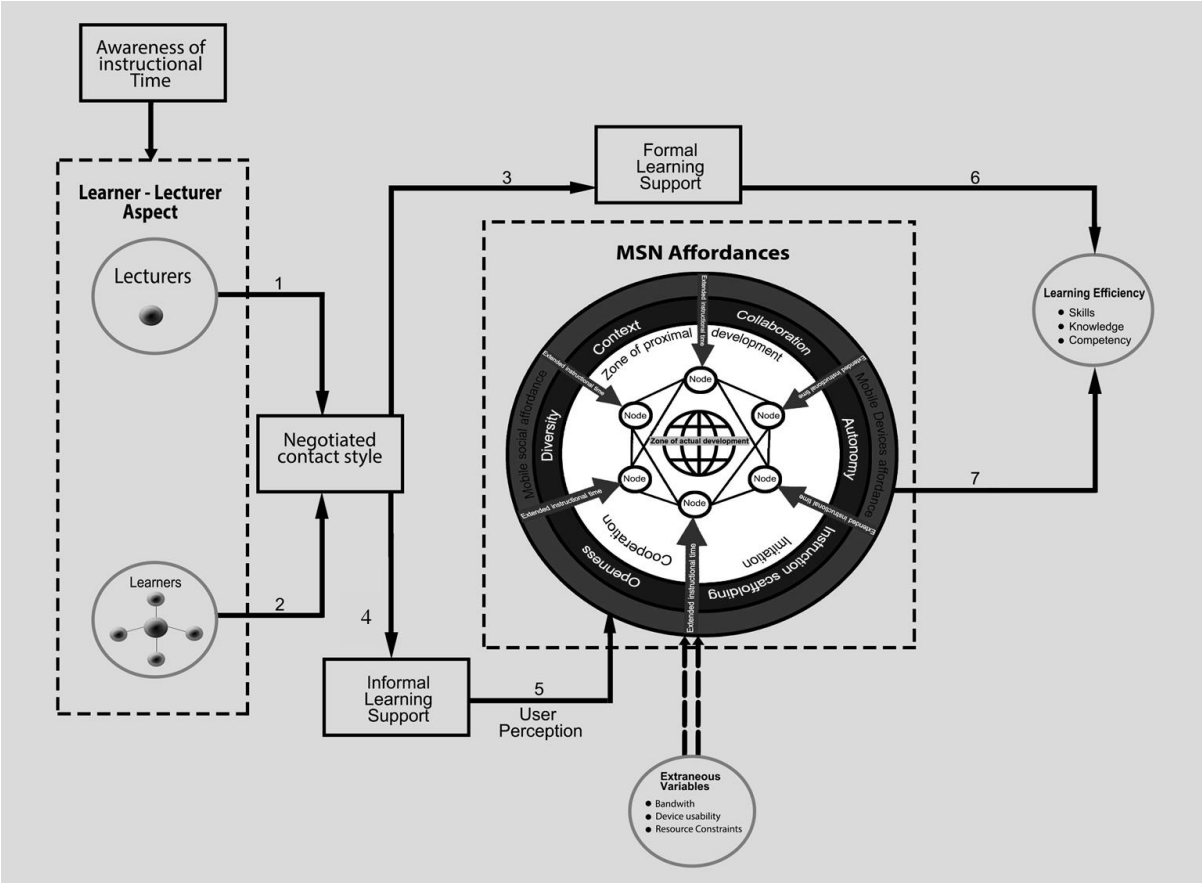 Awareness of
instructional
Time
Learner - Lecturer
Aspect
Lecturers
1
Negotiated
contact style
Learners
2
3
4
Formal
Learning
Support
6
Informal
Learning
Support
5
User
Perception
MSN Affordances
Mobile social affordance
Mobile Devices affordance
Context
Collaboration
Diversity
Autonomy
Openness
Instruction scaffolding
Zone of proximal development
Cooperation
Imitation
Extended instructional time
Extended instructional time
Extended instructional time
Extended instructional time
Extended instructional time
Extended instructional time
Node
Node
Node
Zone of actual development
Node
Node
Node
7
Learning Efficiency
● Skills
● Knowledge
● Competency
Extraneous
Variables
● Bandwith
● Device usability
● Resource Constraints